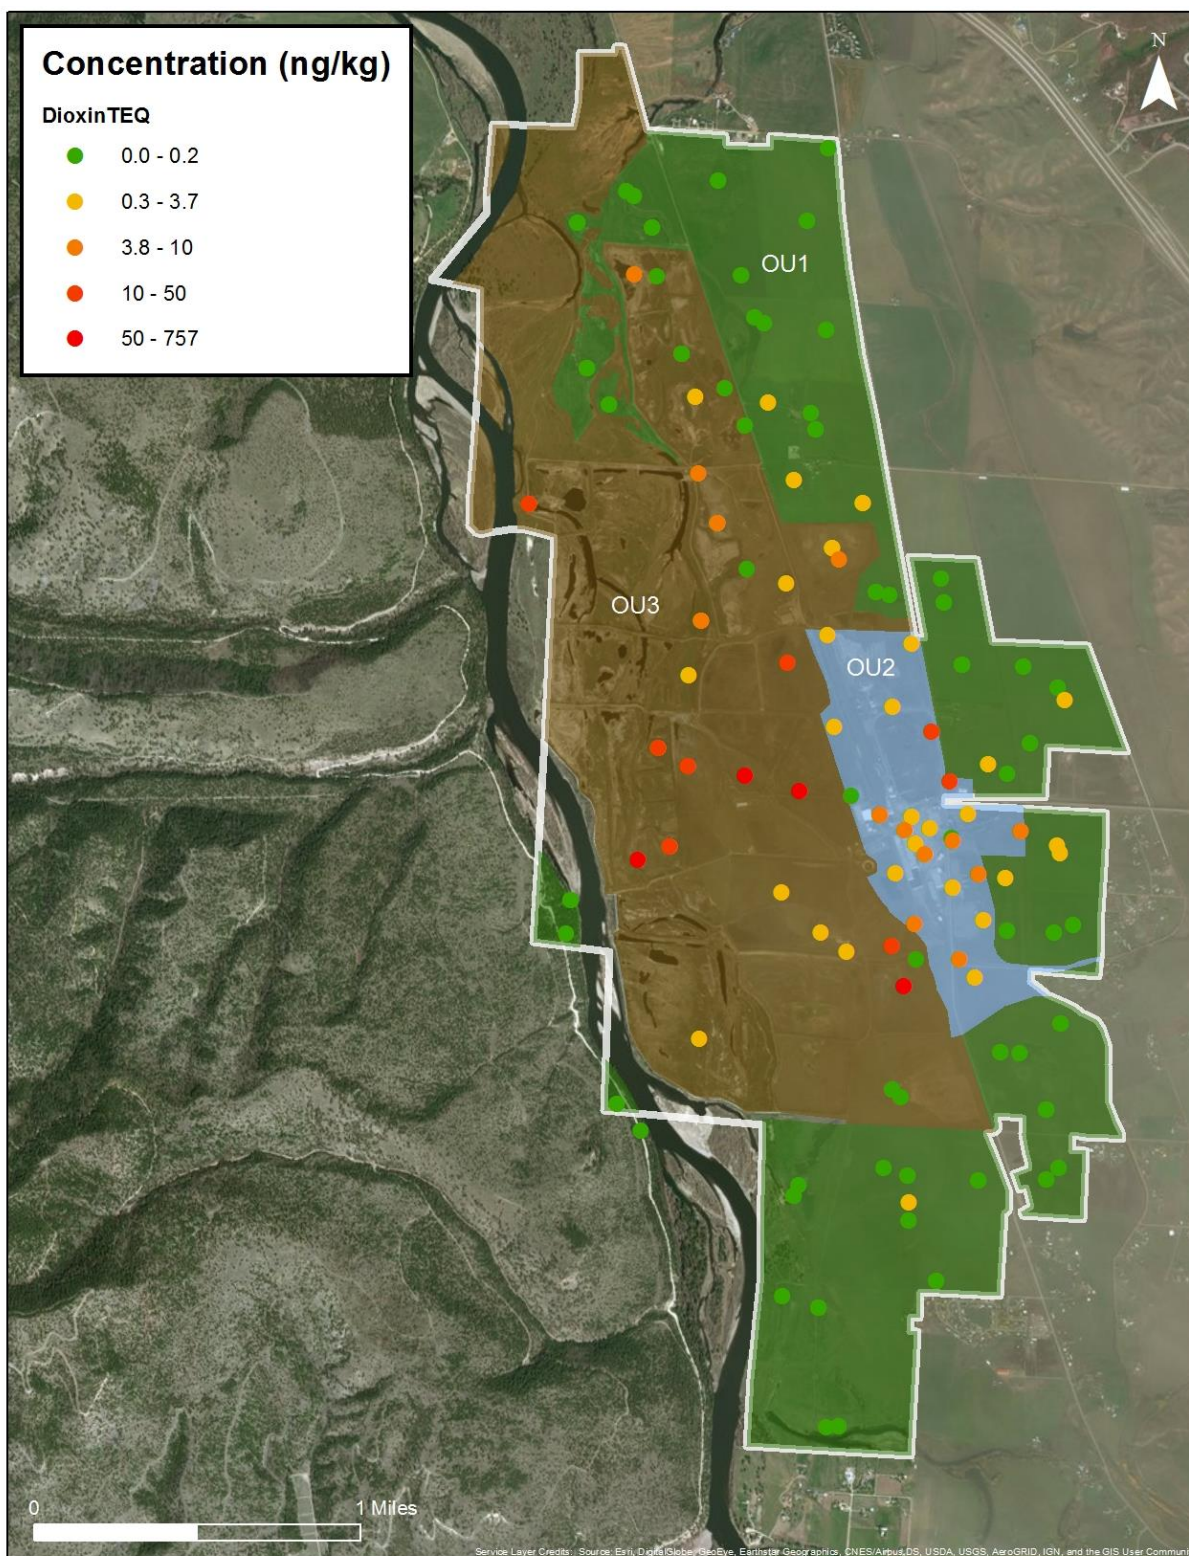 Concentration (ng/kg)
DioxinTEQ
0.0 - 0.2
0.3 - 3.7
3.8 - 10
10 - 50
50 - 757
N
OU1
OU3
OU2
0 1 Miles
Service Layer Credits: Source: Esri, DigitalGlobe, GeoEye, Earthstar Geographics, CNES/Airbus DS, USDA, USGS, AeroGRID, IGN, and the GIS User Communi